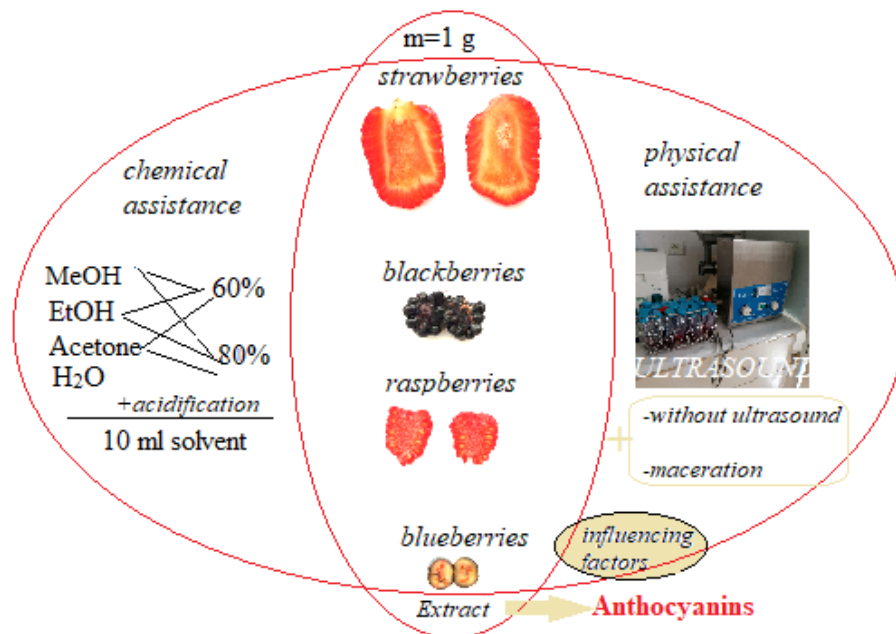 m=1 g
strawberries
chemical
assistance
physical
assistance
MeOH
60%
EtOH
Acetone
80%
H₂O
+acidification
10 ml solvent
blackberries
raspberries
blueberries
ULTRASOUND
+
-without ultrasound
-maceration
influencing
factors
Extract
Anthocyanins